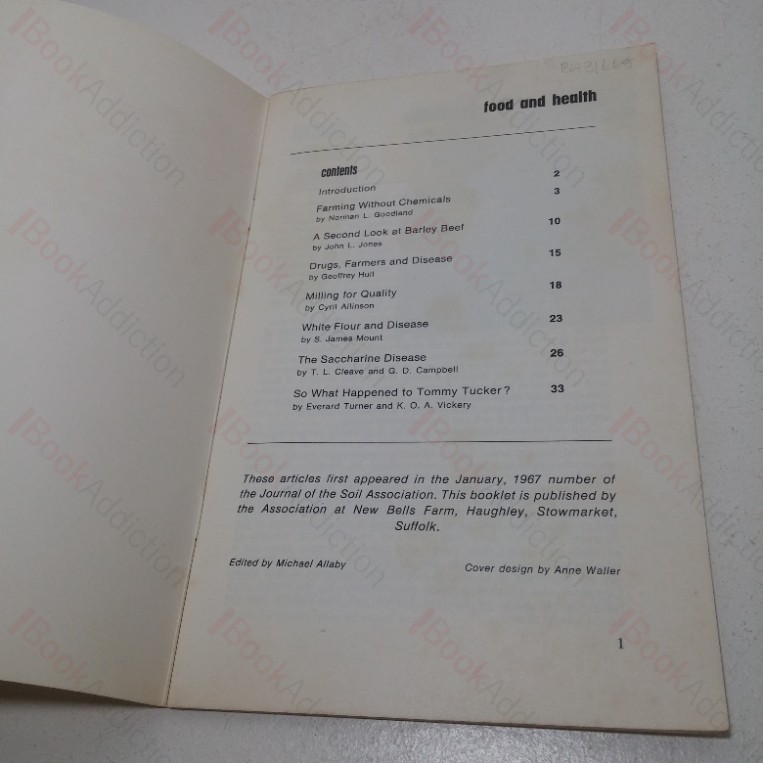 food and health
contents
Introduction 2
Farming Without Chemicals 3
by Norman L. Goodland
A Second Look at Barley Beef 10
by John L. Jones
Drugs, Farmers and Disease 15
by Geoffrey Hull
Milling for Quality 18
by Cyril Allinson
White Flour and Disease 23
by S. James Mount
The Saccharine Disease 26
by T. L. Cleave and G. D. Campbell
So What Happened to Tommy Tucker? 33
by Everard Turner and K. O. A. Vickery
These articles first appeared in the January, 1967 number of
the Journal of the Soil Association. This booklet is published by
the Association at New Bells Farm, Haughley, Stowmarket,
Suffolk.
Edited by Michael Allaby
Cover design by Anne Waller
1
BookAddiction